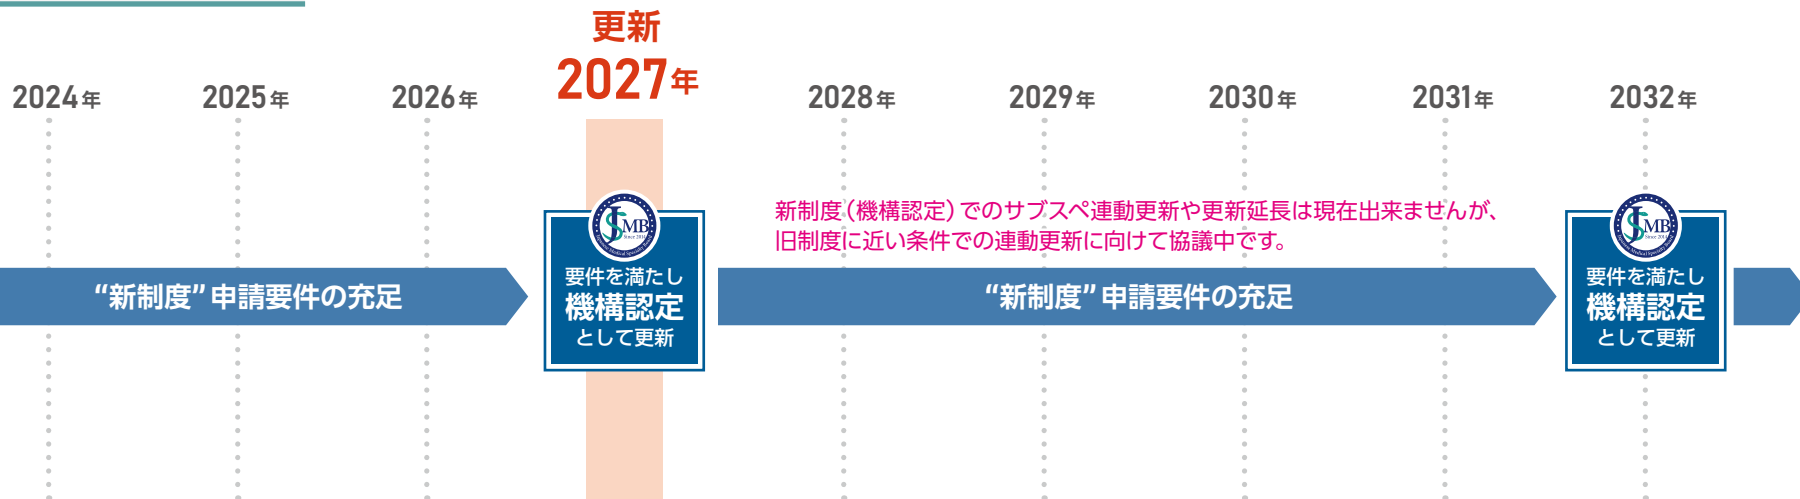 更新
2024年 2025年 2026年 2027年 2028年 2029年 2030年 2031年 2032年
新制度(機構認定)でのサブスペ連動更新や更新延長は現在出来ませんが、
旧制度に近い条件での連動更新に向けて協議中です。
“新制度”申請要件の充足
JSMB
Since 2014
要件を満たし
機構認定
として更新
“新制度”申請要件の充足
JSMB
Since 2014
要件を満たし
機構認定
として更新